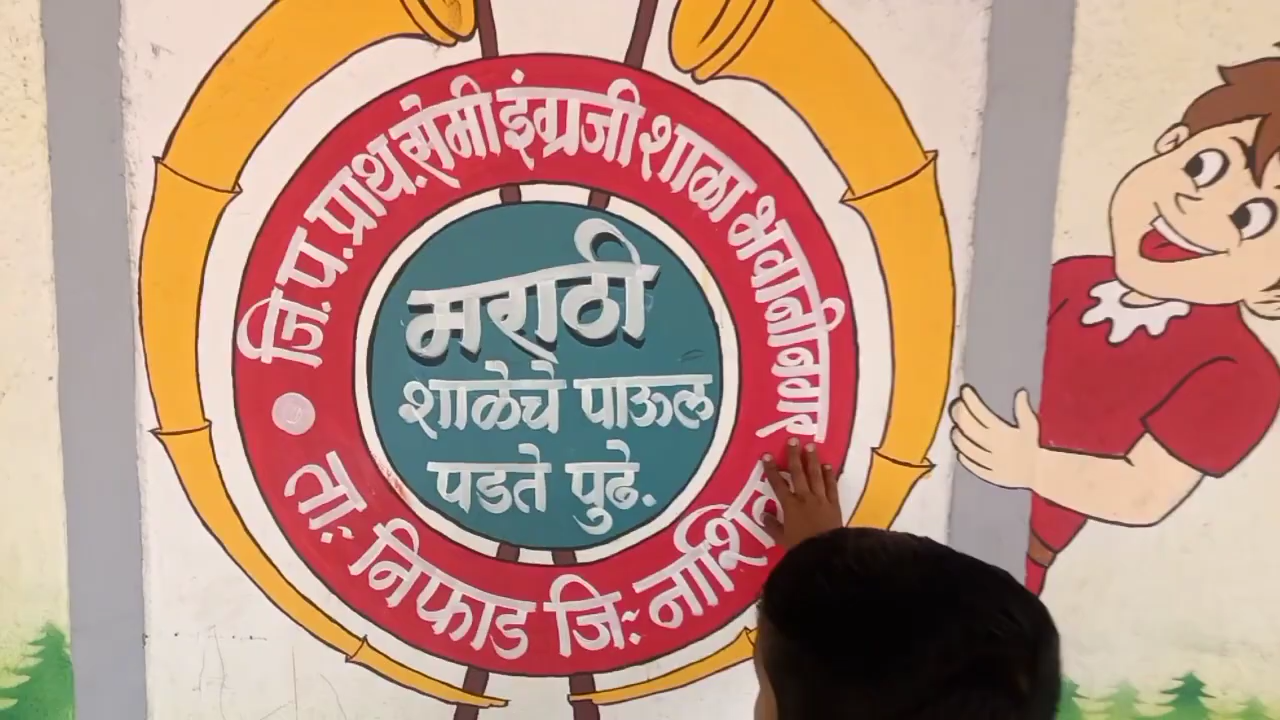 जि.प.प्राथ.सेमी इंग्रजी शाळा भवानीनगर
मराठी
शाळेचे पाऊल
पडते पुढे.
ता: निफाड जि: नाशिक